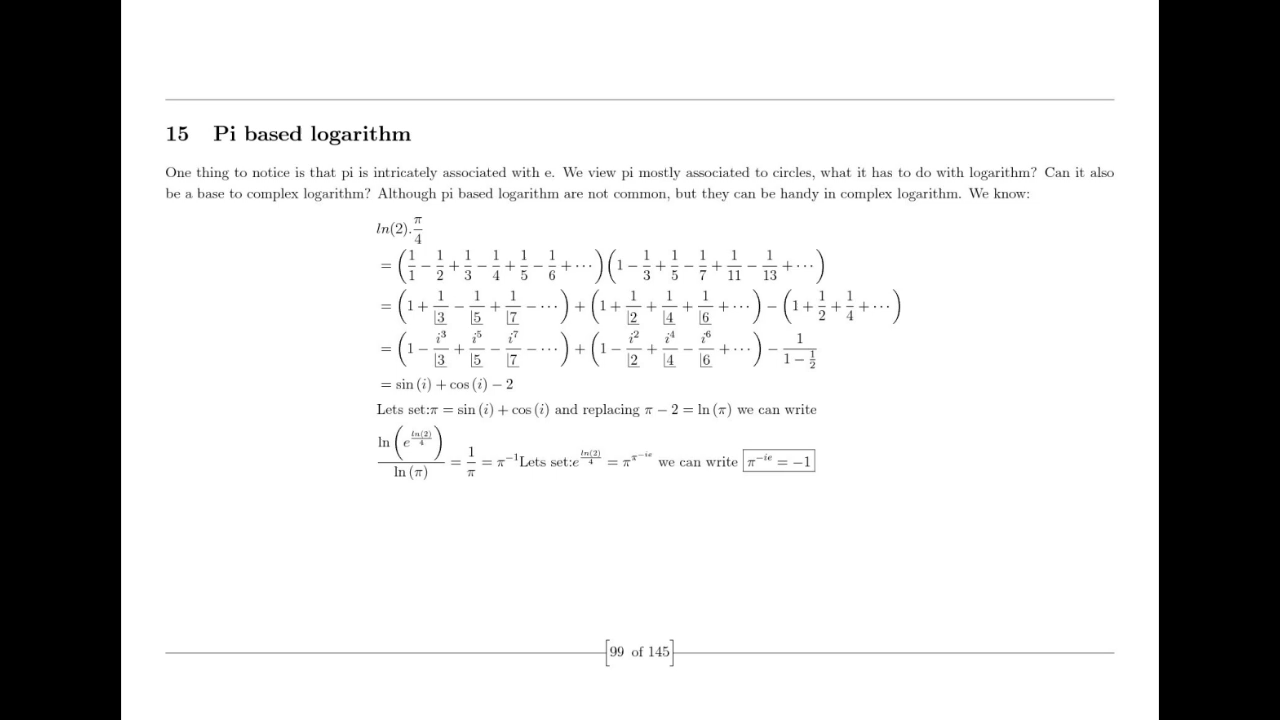 15 Pi based logarithm
One thing to notice is that pi is intricately associated with e. We view pi mostly associated to circles, what it has to do with logarithm? Can it also
be a base to complex logarithm? Although pi based logarithm are not common, but they can be handy in complex logarithm. We know:
ln(2).π/4
= (1/1 − 1/2 + 1/3 − 1/4 + 1/5 − 1/6 + ···)(1 − 1/3 + 1/5 − 1/7 + 1/11 − 1/13 + ···)
= (1 + 1/⌊3 − 1/⌊5 + 1/⌊7 − ···) + (1 + 1/⌊2 + 1/⌊4 + 1/⌊6 + ···) − (1 + 1/2 + 1/4 + ···)
= (1 − i³/⌊3 + i⁵/⌊5 − i⁷/⌊7 − ···) + (1 − i²/⌊2 + i⁴/⌊4 − i⁶/⌊6 + ···) − 1/(1 − 1/2)
= sin (i) + cos (i) − 2
Lets set:π = sin (i) + cos (i) and replacing π − 2 = ln (π) we can write
ln (e^(ln(2)/4)) / ln (π) = 1/π = π⁻¹Lets set:e^(ln(2)/4) = π^(π^(−ie)) we can write π^(−ie) = −1
99 of 145